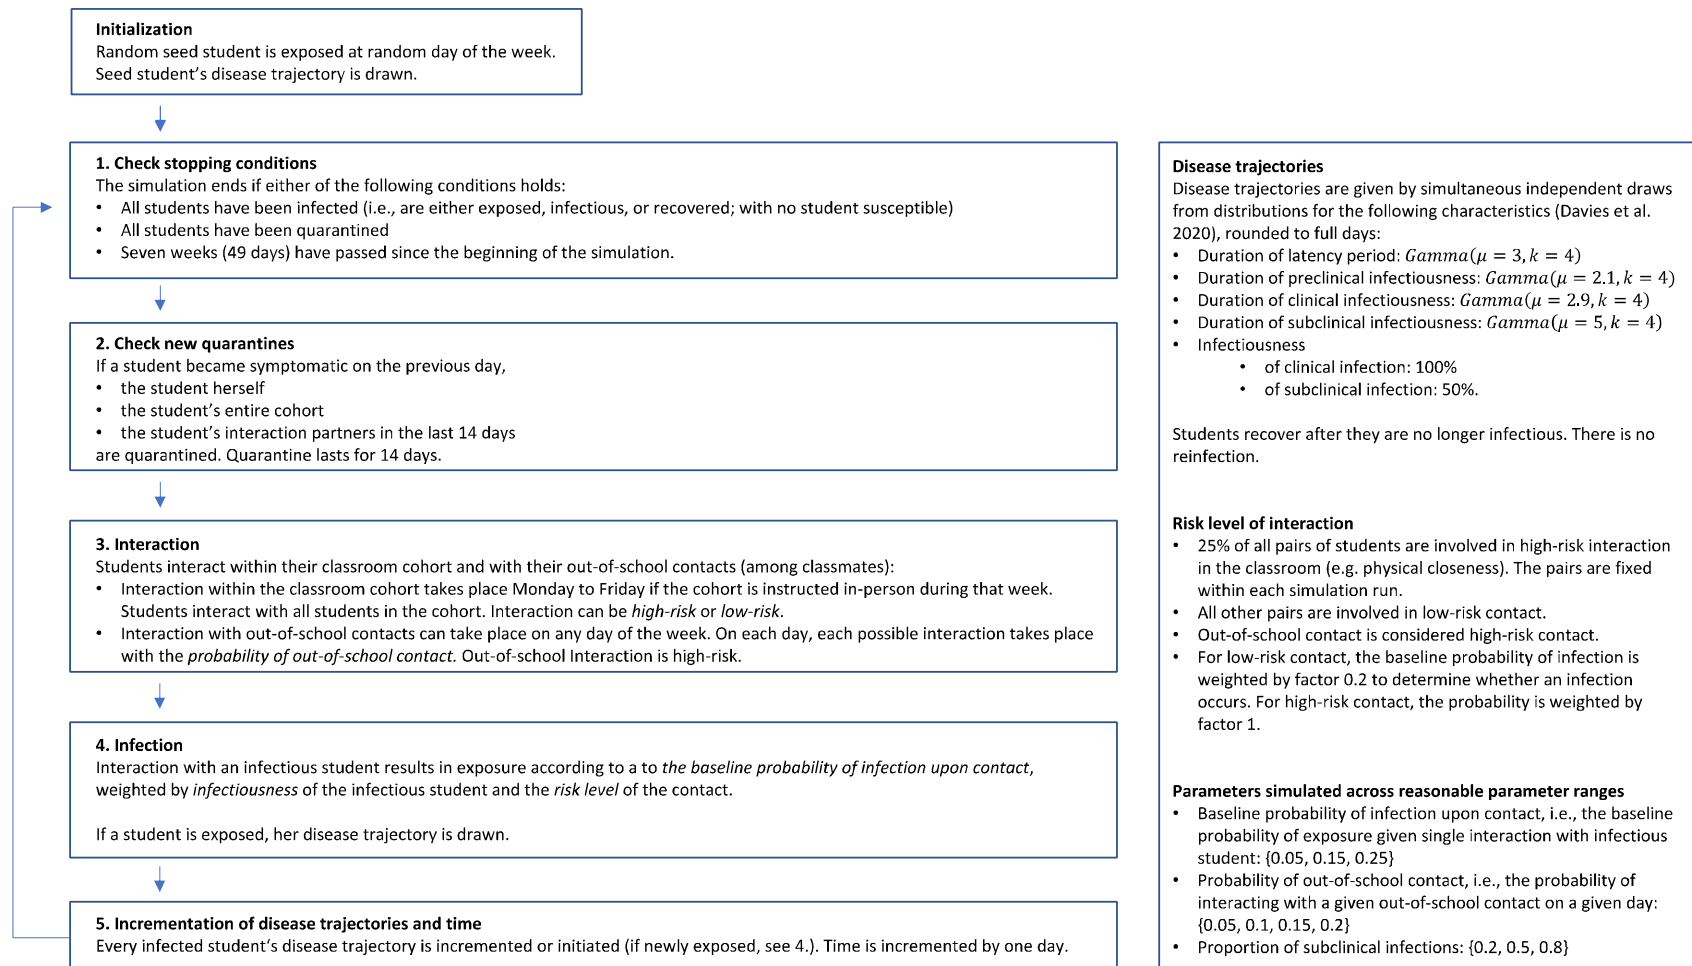 Initialization
Random seed student is exposed at random day of the week.
Seed student's disease trajectory is drawn.
1. Check stopping conditions
The simulation ends if either of the following conditions holds:
• All students have been infected (i.e., are either exposed, infectious, or recovered; with no student susceptible)
• All students have been quarantined
• Seven weeks (49 days) have passed since the beginning of the simulation.
2. Check new quarantines
If a student became symptomatic on the previous day,
• the student herself
• the student's entire cohort
• the student's interaction partners in the last 14 days
are quarantined. Quarantine lasts for 14 days.
3. Interaction
Students interact within their classroom cohort and with their out-of-school contacts (among classmates):
• Interaction within the classroom cohort takes place Monday to Friday if the cohort is instructed in-person during that week.
Students interact with all students in the cohort. Interaction can be high-risk or low-risk.
• Interaction with out-of-school contacts can take place on any day of the week. On each day, each possible interaction takes place
with the probability of out-of-school contact. Out-of-school Interaction is high-risk.
4. Infection
Interaction with an infectious student results in exposure according to a to the baseline probability of infection upon contact,
weighted by infectiousness of the infectious student and the risk level of the contact.
If a student is exposed, her disease trajectory is drawn.
5. Incrementation of disease trajectories and time
Every infected student's disease trajectory is incremented or initiated (if newly exposed, see 4.). Time is incremented by one day.
Disease trajectories
Disease trajectories are given by simultaneous independent draws
from distributions for the following characteristics (Davies et al.
2020), rounded to full days:
• Duration of latency period: Gamma(μ = 3, k = 4)
• Duration of preclinical infectiousness: Gamma(μ = 2.1, k = 4)
• Duration of clinical infectiousness: Gamma(μ = 2.9, k = 4)
• Duration of subclinical infectiousness: Gamma(μ = 5, k = 4)
• Infectiousness
• of clinical infection: 100%
• of subclinical infection: 50%.
Students recover after they are no longer infectious. There is no
reinfection.
Risk level of interaction
• 25% of all pairs of students are involved in high-risk interaction
in the classroom (e.g. physical closeness). The pairs are fixed
within each simulation run.
• All other pairs are involved in low-risk contact.
• Out-of-school contact is considered high-risk contact.
• For low-risk contact, the baseline probability of infection is
weighted by factor 0.2 to determine whether an infection
occurs. For high-risk contact, the probability is weighted by
factor 1.
Parameters simulated across reasonable parameter ranges
• Baseline probability of infection upon contact, i.e., the baseline
probability of exposure given single interaction with infectious
student: {0.05, 0.15, 0.25}
• Probability of out-of-school contact, i.e., the probability of
interacting with a given out-of-school contact on a given day:
{0.05, 0.1, 0.15, 0.2}
• Proportion of subclinical infections: {0.2, 0.5, 0.8}